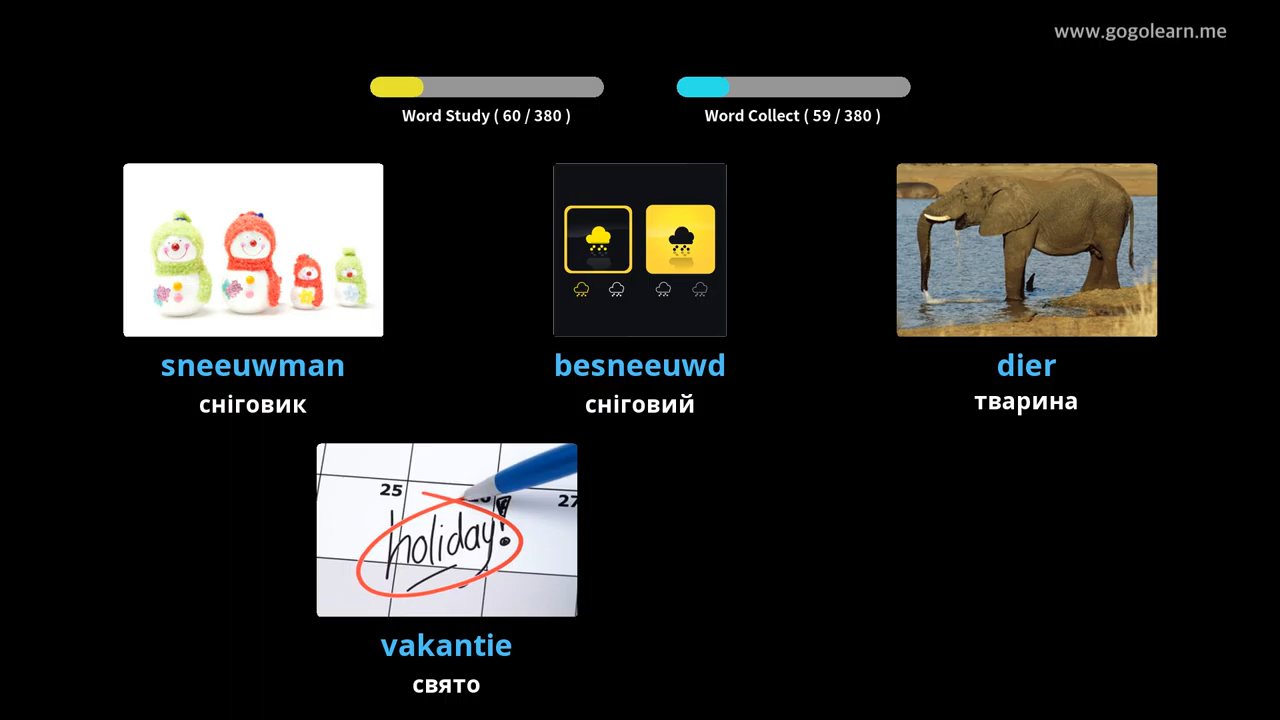 www.gogolearn.me
Word Study ( 60 / 380 )
Word Collect ( 59 / 380 )
sneeuwman
сніговик
besneeuwd
сніговий
dier
тварина
25
27
holiday!
vakantie
свято